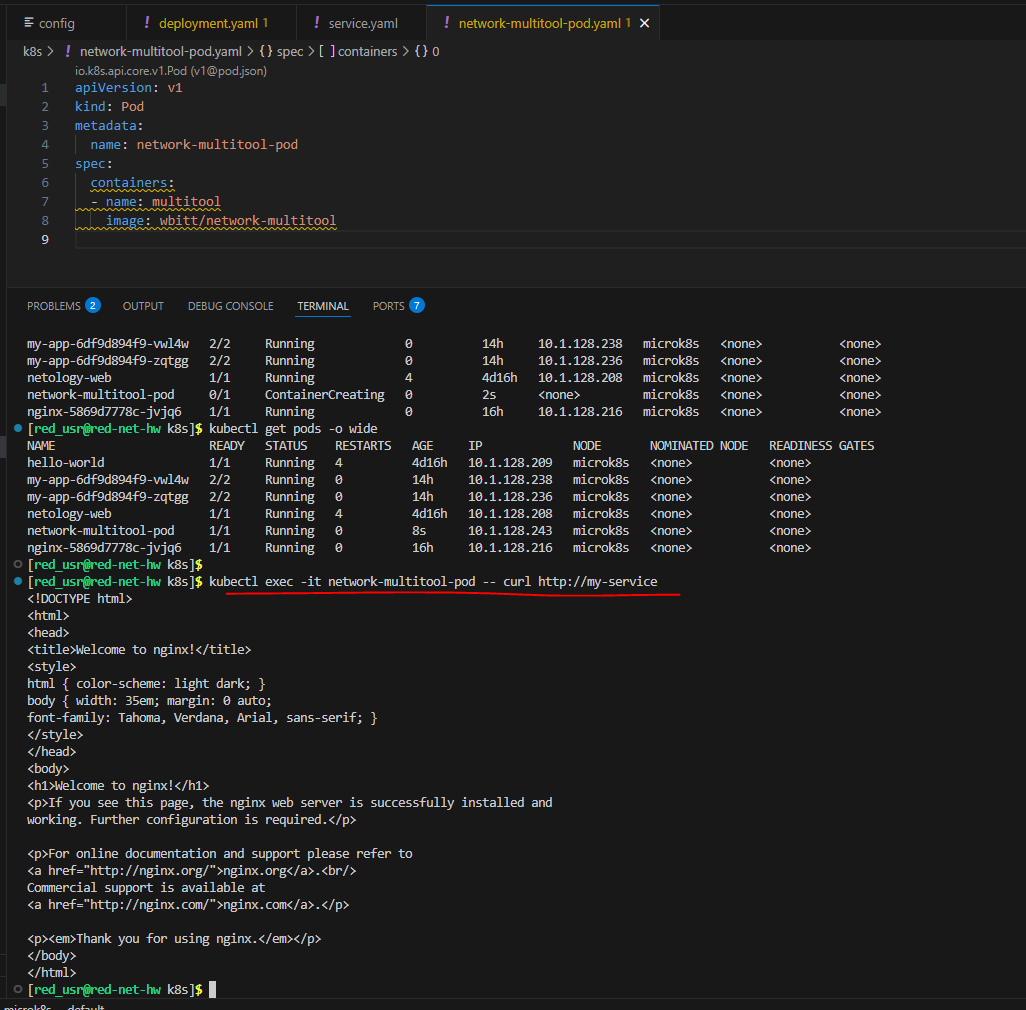 config ! deployment.yaml 1 ! service.yaml ! network-multitool-pod.yaml 1 ×
k8s > ! network-multitool-pod.yaml > {} spec > [ ] containers > {} 0
io.k8s.api.core.v1.Pod (v1@pod.json)
1 apiVersion: v1
2 kind: Pod
3 metadata:
4   name: network-multitool-pod
5 spec:
6   containers:
7   - name: multitool
8     image: wbitt/network-multitool
9
PROBLEMS 2 OUTPUT DEBUG CONSOLE TERMINAL PORTS 7
my-app-6df9d894f9-vwl4w 2/2 Running 0 14h 10.1.128.238 microk8s <none> <none>
my-app-6df9d894f9-zqtgg 2/2 Running 0 14h 10.1.128.236 microk8s <none> <none>
netology-web 1/1 Running 4 4d16h 10.1.128.208 microk8s <none> <none>
network-multitool-pod 0/1 ContainerCreating 0 2s <none> microk8s <none> <none>
nginx-5869d7778c-jvjq6 1/1 Running 0 16h 10.1.128.216 microk8s <none> <none>
[red_usr@red-net-hw k8s]$ kubectl get pods -o wide
NAME READY STATUS RESTARTS AGE IP NODE NOMINATED NODE READINESS GATES
hello-world 1/1 Running 4 4d16h 10.1.128.209 microk8s <none> <none>
my-app-6df9d894f9-vwl4w 2/2 Running 0 14h 10.1.128.238 microk8s <none> <none>
my-app-6df9d894f9-zqtgg 2/2 Running 0 14h 10.1.128.236 microk8s <none> <none>
netology-web 1/1 Running 4 4d16h 10.1.128.208 microk8s <none> <none>
network-multitool-pod 1/1 Running 0 8s 10.1.128.243 microk8s <none> <none>
nginx-5869d7778c-jvjq6 1/1 Running 0 16h 10.1.128.216 microk8s <none> <none>
[red_usr@red-net-hw k8s]$
[red_usr@red-net-hw k8s]$ kubectl exec -it network-multitool-pod -- curl http://my-service
<!DOCTYPE html>
<html>
<head>
<title>Welcome to nginx!</title>
<style>
html { color-scheme: light dark; }
body { width: 35em; margin: 0 auto;
font-family: Tahoma, Verdana, Arial, sans-serif; }
</style>
</head>
<body>
<h1>Welcome to nginx!</h1>
<p>If you see this page, the nginx web server is successfully installed and
working. Further configuration is required.</p>
<p>For online documentation and support please refer to
<a href="http://nginx.org/">nginx.org</a>.<br/>
Commercial support is available at
<a href="http://nginx.com/">nginx.com</a>.</p>
<p><em>Thank you for using nginx.</em></p>
</body>
</html>
[red_usr@red-net-hw k8s]$
microk8s default